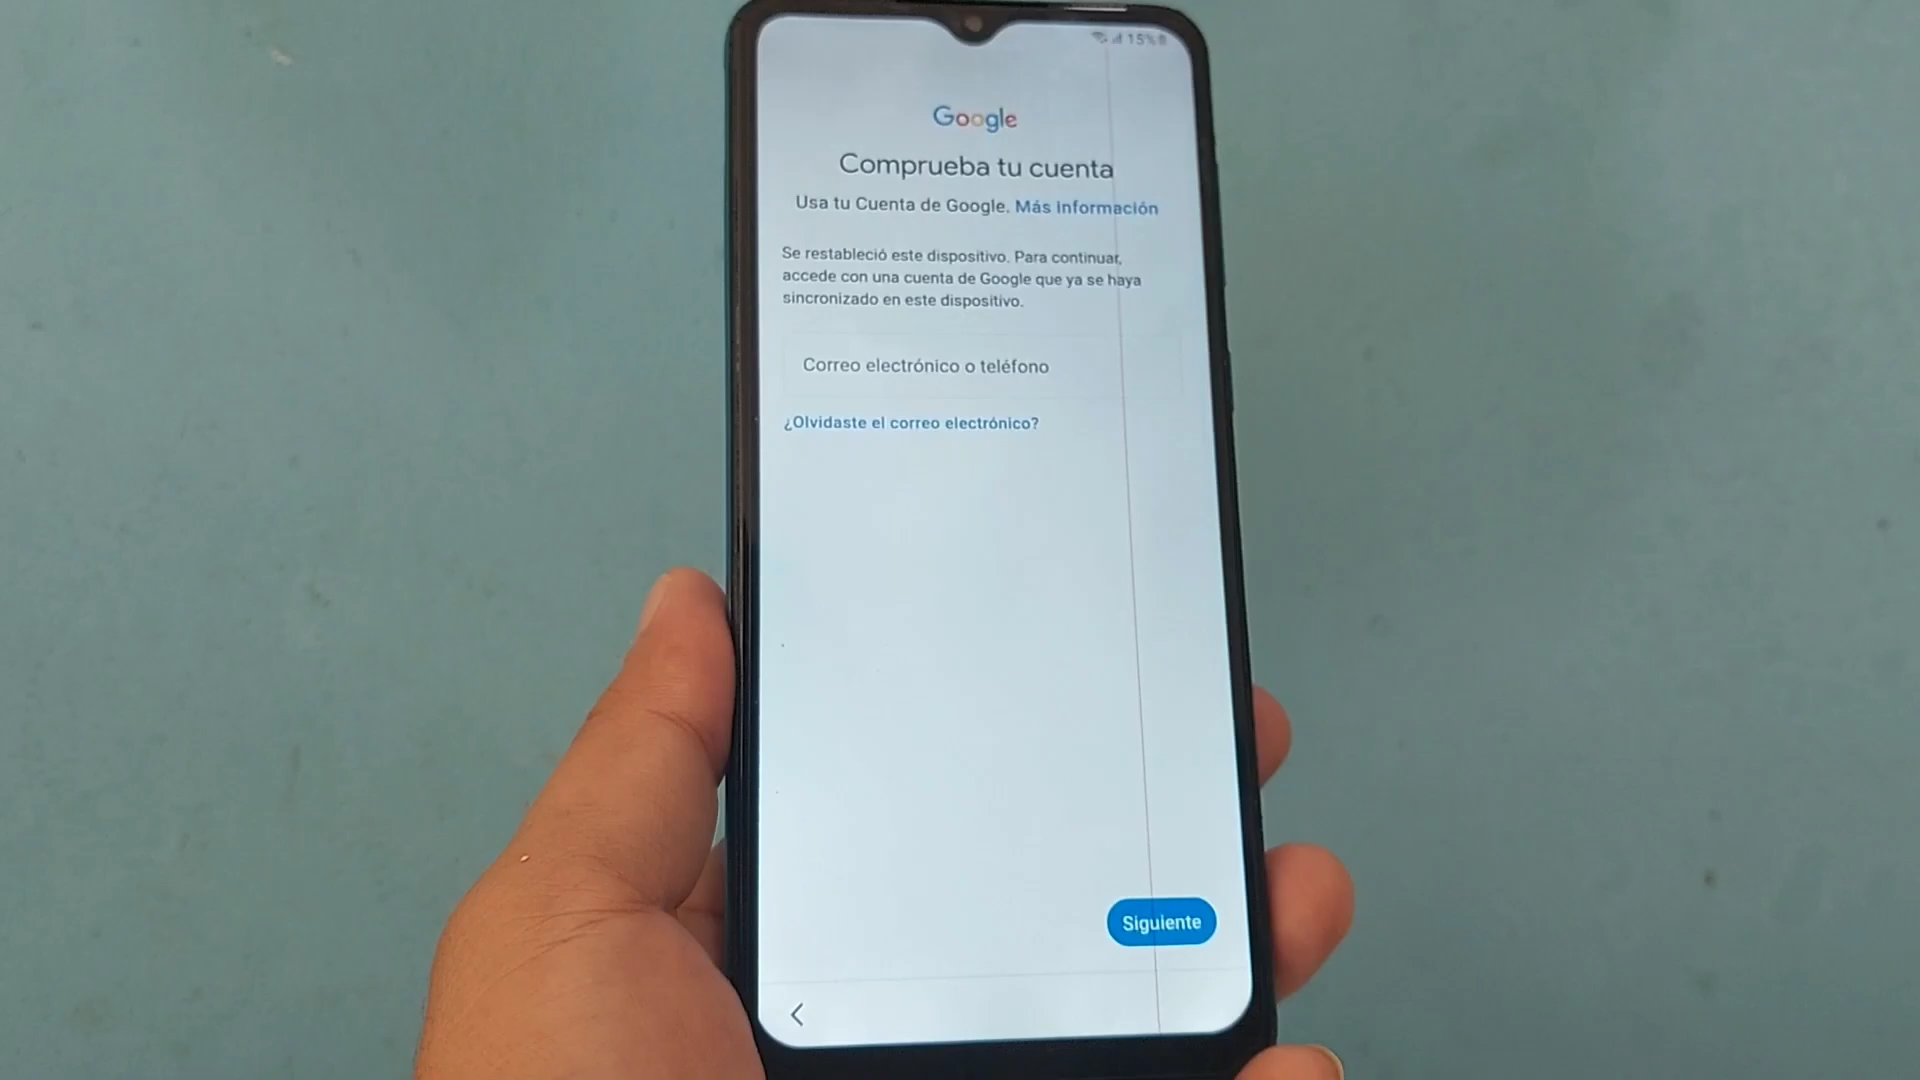 15%
Google
Comprueba tu cuenta
Usa tu Cuenta de Google. Más información
Se restableció este dispositivo. Para continuar,
accede con una cuenta de Google que ya se haya
sincronizado en este dispositivo.
Correo electrónico o teléfono
¿Olvidaste el correo electrónico?
Siguiente